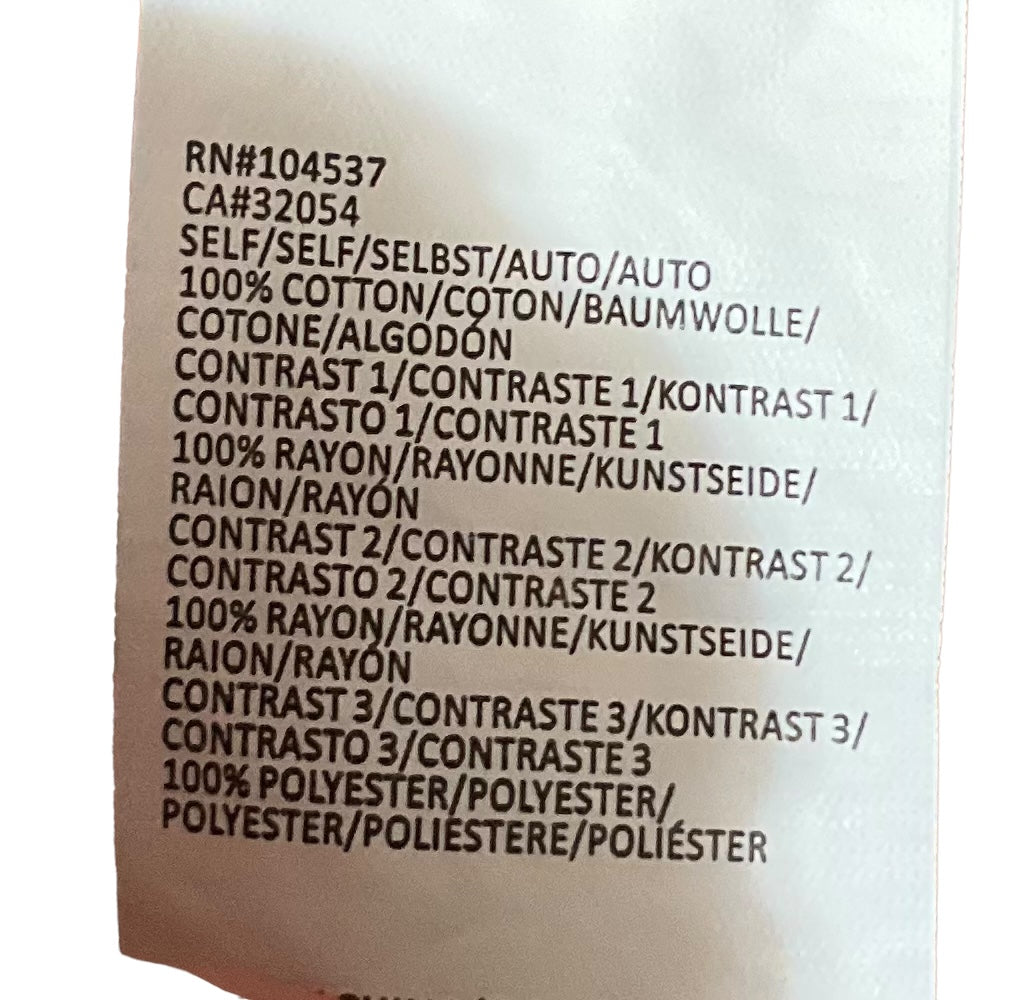 RN#104537
CA#32054
SELF/SELF/SELBST/AUTO/AUTO
100% COTTON/COTON/BAUMWOLLE/
COTONE/ALGODÓN
CONTRAST 1/CONTRASTE 1/KONTRAST 1/
CONTRASTO 1/CONTRASTE 1
100% RAYON/RAYONNE/KUNSTSEIDE/
RAION/RAYÓN
CONTRAST 2/CONTRASTE 2/KONTRAST 2/
CONTRASTO 2/CONTRASTE 2
100% RAYON/RAYONNE/KUNSTSEIDE/
RAION/RAYÓN
CONTRAST 3/CONTRASTE 3/KONTRAST 3/
CONTRASTO 3/CONTRASTE 3
100% POLYESTER/POLYESTER/
POLYESTER/POLIESTERE/POLIÉSTER